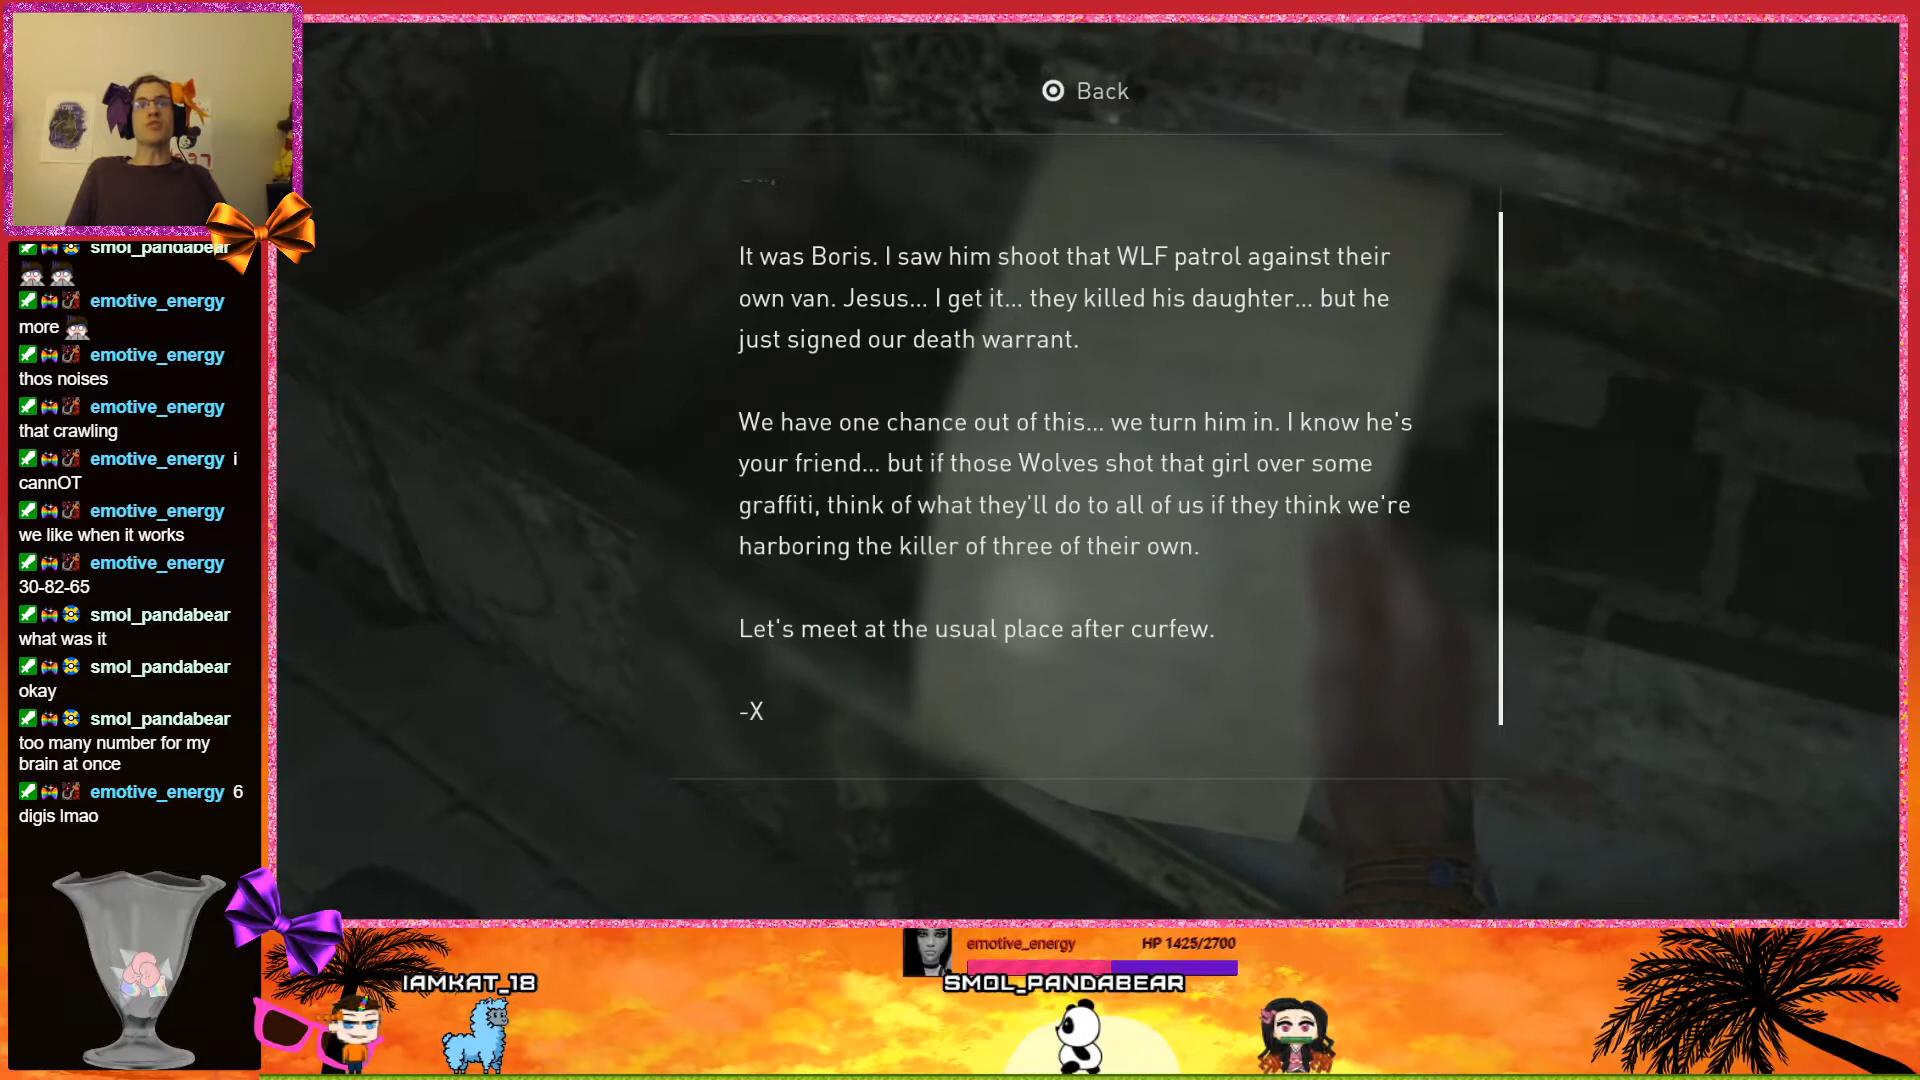 Back
It was Boris. I saw him shoot that WLF patrol against their
own van. Jesus... I get it... they killed his daughter... but he
just signed our death warrant.
We have one chance out of this... we turn him in. I know he's
your friend... but if those Wolves shot that girl over some
graffiti, think of what they'll do to all of us if they think we're
harboring the killer of three of their own.
Let's meet at the usual place after curfew.
-X
smol_pandabear
emotive_energy
more
emotive_energy
thos noises
emotive_energy
that crawling
emotive_energy i
cannOT
emotive_energy
we like when it works
emotive_energy
30-82-65
smol_pandabear
what was it
smol_pandabear
okay
smol_pandabear
too many number for my
brain at once
emotive_energy 6
digis lmao
emotive_energy HP 1425/2700
IAMKAT_18
SMOL_PANDABEAR